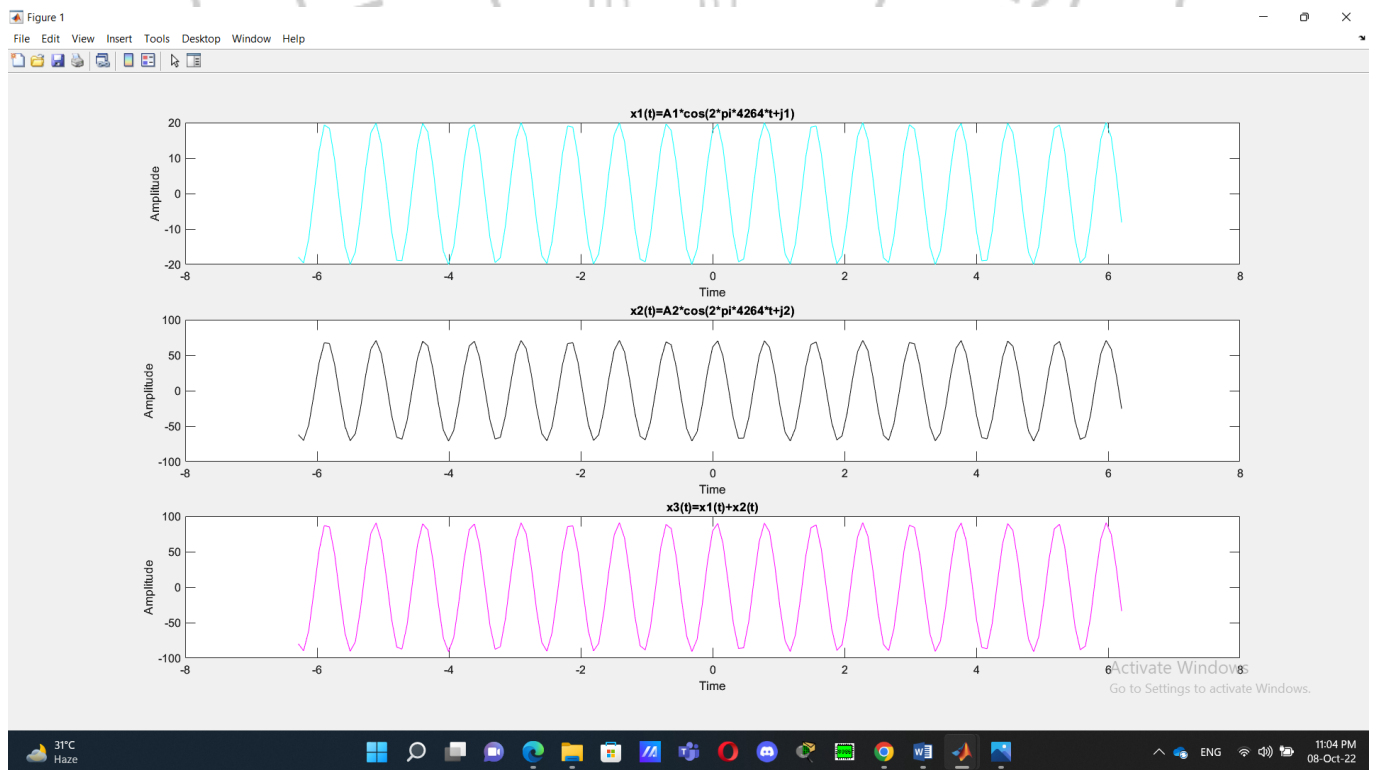 Figure 1
File Edit View Insert Tools Desktop Window Help
x1(t)=A1*cos(2*pi*4264*t+j1)
20
10
0
-10
-20
Amplitude
-8 -6 -4 -2 0 2 4 6 8
Time
x2(t)=A2*cos(2*pi*4264*t+j2)
100
50
0
-50
-100
Amplitude
-8 -6 -4 -2 0 2 4 6 8
Time
x3(t)=x1(t)+x2(t)
100
50
0
-50
-100
Amplitude
-8 -6 -4 -2 0 2 4 6 8
Time
Activate Windows
Go to Settings to activate Windows.
31°C
Haze
ENG
11:04 PM
08-Oct-22